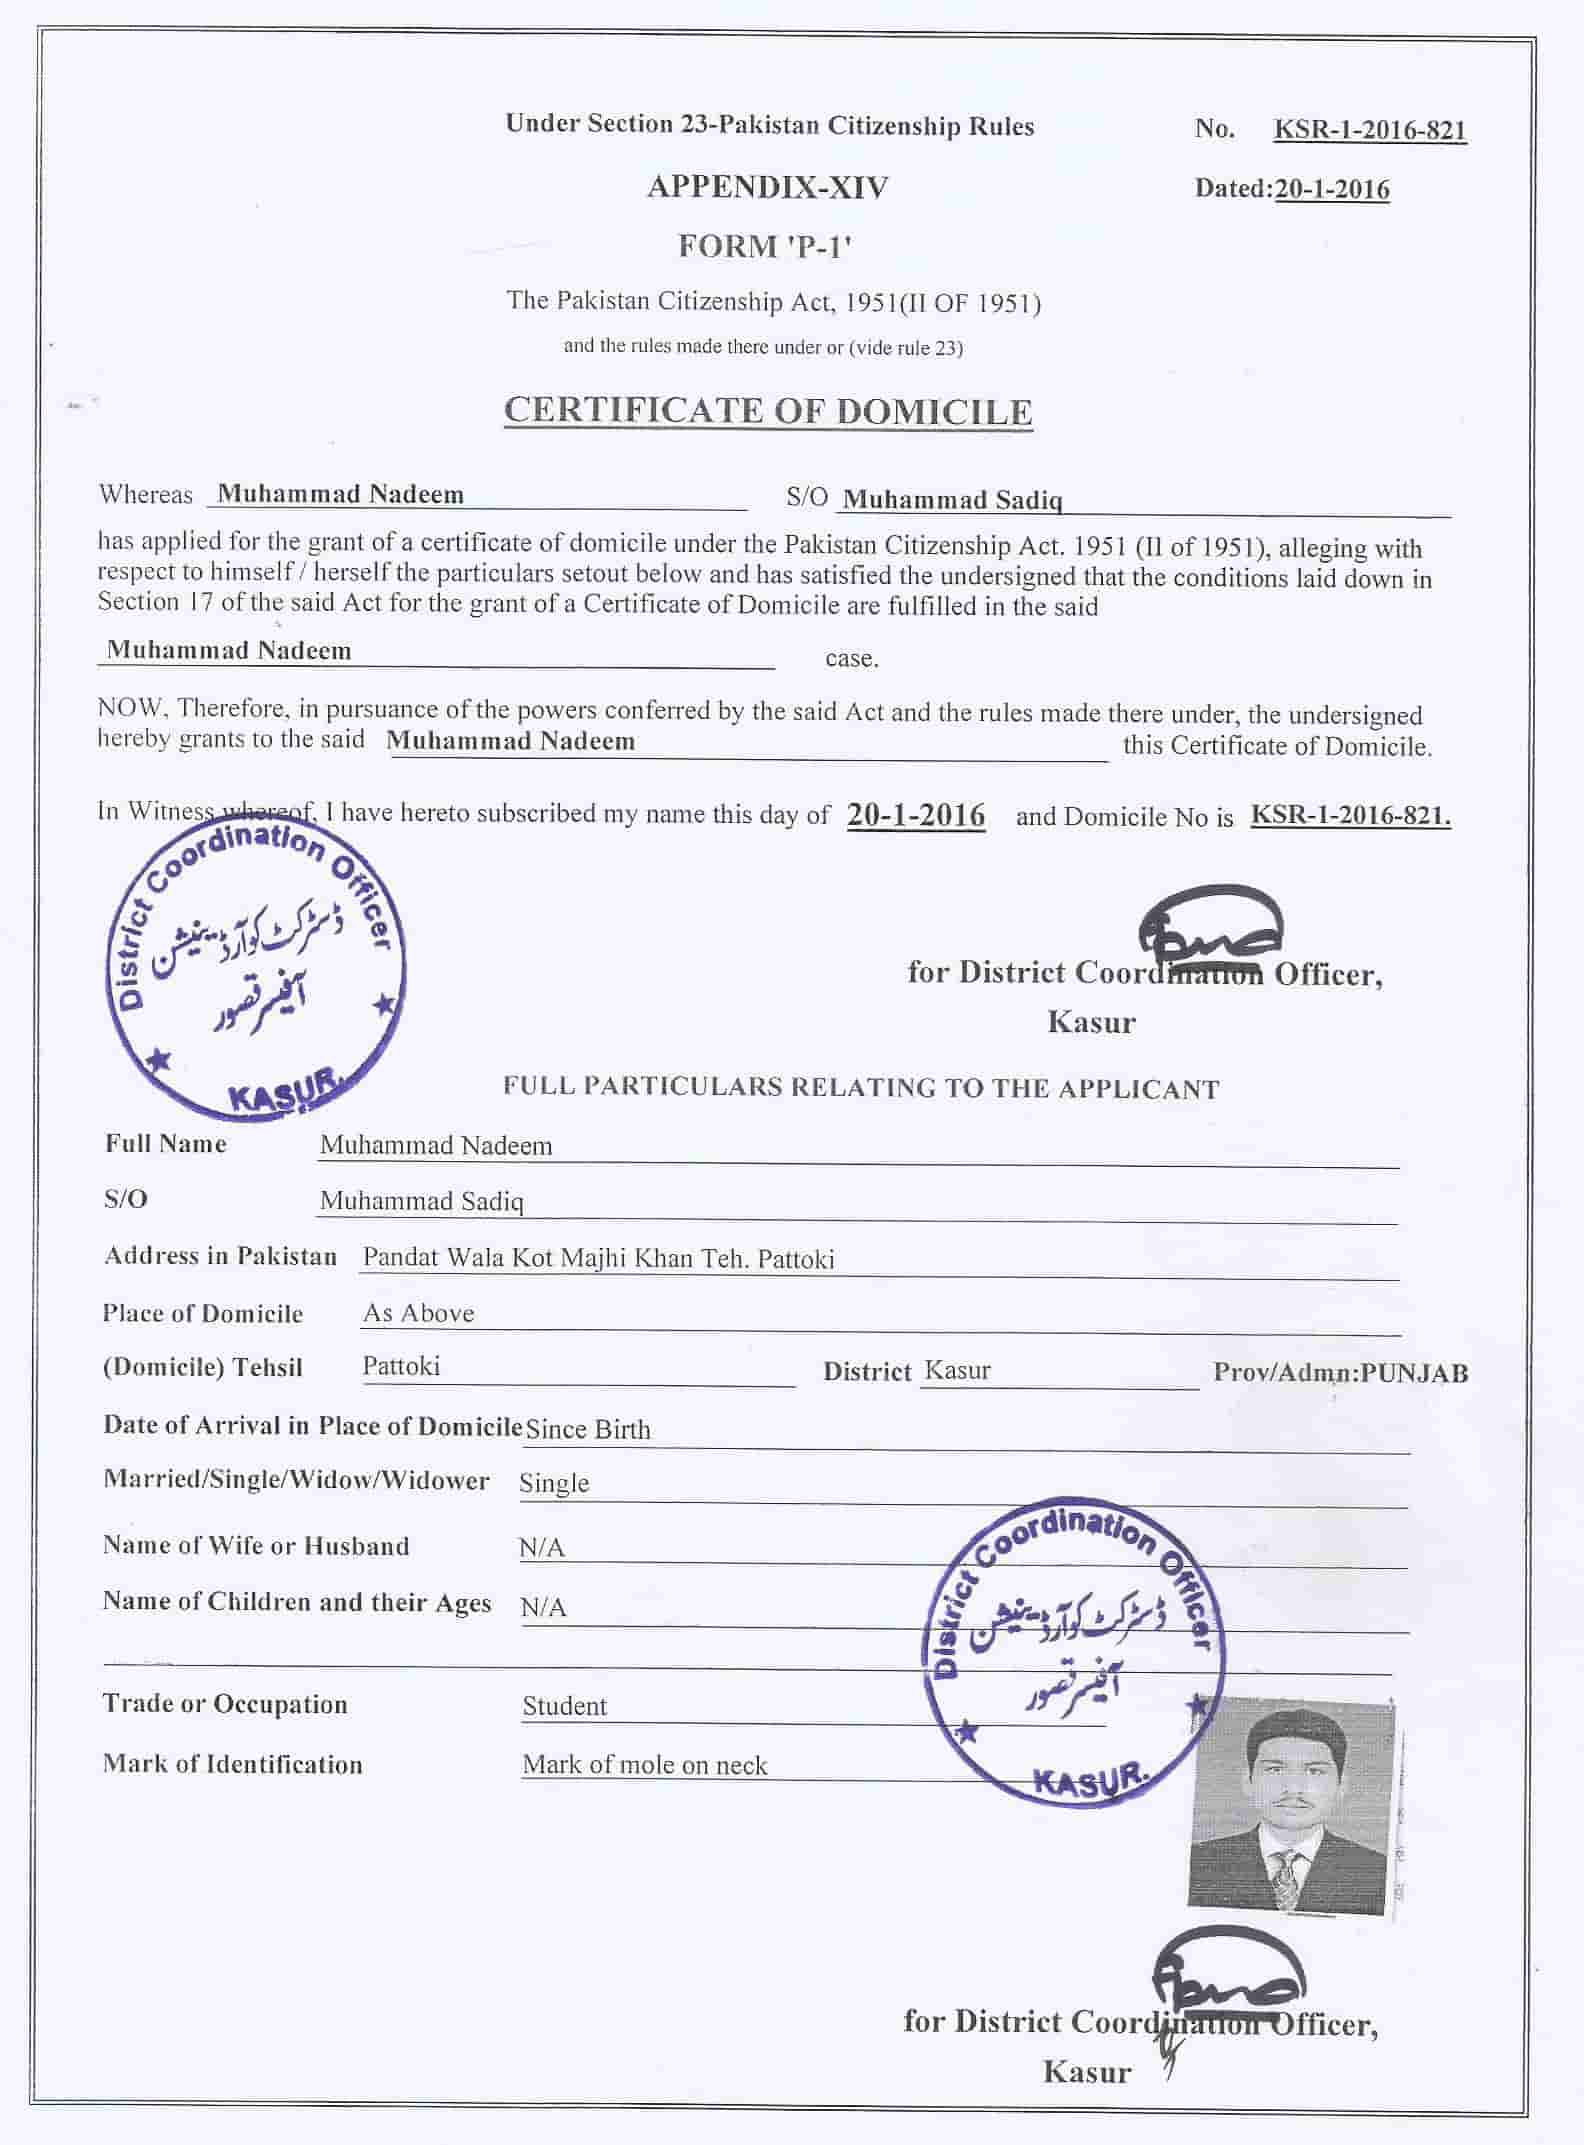 Under Section 23-Pakistan Citizenship Rules
No. KSR-1-2016-821
APPENDIX-XIV
Dated:20-1-2016
FORM 'P-1'
The Pakistan Citizenship Act, 1951(II OF 1951)
and the rules made there under or (vide rule 23)
CERTIFICATE OF DOMICILE
Whereas Muhammad Nadeem S/O Muhammad Sadiq
has applied for the grant of a certificate of domicile under the Pakistan Citizenship Act. 1951 (II of 1951), alleging with
respect to himself / herself the particulars setout below and has satisfied the undersigned that the conditions laid down in
Section 17 of the said Act for the grant of a Certificate of Domicile are fulfilled in the said
Muhammad Nadeem case.
NOW, Therefore, in pursuance of the powers conferred by the said Act and the rules made there under, the undersigned
hereby grants to the said Muhammad Nadeem this Certificate of Domicile.
In Witness whereof, I have hereto subscribed my name this day of 20-1-2016 and Domicile No is KSR-1-2016-821.
District Coordination Officer
ڈسٹرکٹ کوآرڈینیشن
آفیسر قصور
KASUR.
for District Coordination Officer,
Kasur
FULL PARTICULARS RELATING TO THE APPLICANT
Full Name Muhammad Nadeem
S/O Muhammad Sadiq
Address in Pakistan Pandat Wala Kot Majhi Khan Teh. Pattoki
Place of Domicile As Above
(Domicile) Tehsil Pattoki District Kasur Prov/Admn:PUNJAB
Date of Arrival in Place of Domicile Since Birth
Married/Single/Widow/Widower Single
Name of Wife or Husband N/A
Name of Children and their Ages N/A
Trade or Occupation Student
Mark of Identification Mark of mole on neck
District Coordination Officer
ڈسٹرکٹ کوآرڈینیشن
آفیسر قصور
KASUR.
for District Coordination Officer,
Kasur